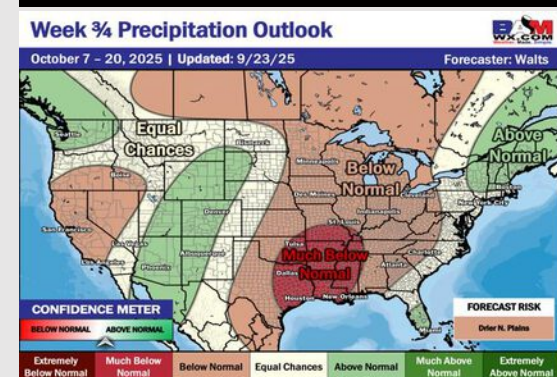 Week ¾ Precipitation Outlook
BAM
WX.COM
October 7 – 20, 2025 | Updated: 9/23/25
Forecaster: Walts
Seattle
Equal
Chances
Bismarck
Above
Normal
Boise
Minneapolis
Below
Normal
Boston
New York City
Cleveland
Des Moines
Indianapolis
San Francisco
Denver
St. Louis
Las Vegas
Los Angeles
Albuquerque
Phoenix
Tulsa
Charlotte
Much Below
Normal
Dallas
Atlanta
Houston
New Orleans
Miami
CONFIDENCE METER
BELOW NORMAL
ABOVE NORMAL
FORECAST RISK
Drier N. Plains
Extremely Below Normal
Much Below Normal
Below Normal
Equal Chances
Above Normal
Much Above Normal
Extremely Above Normal